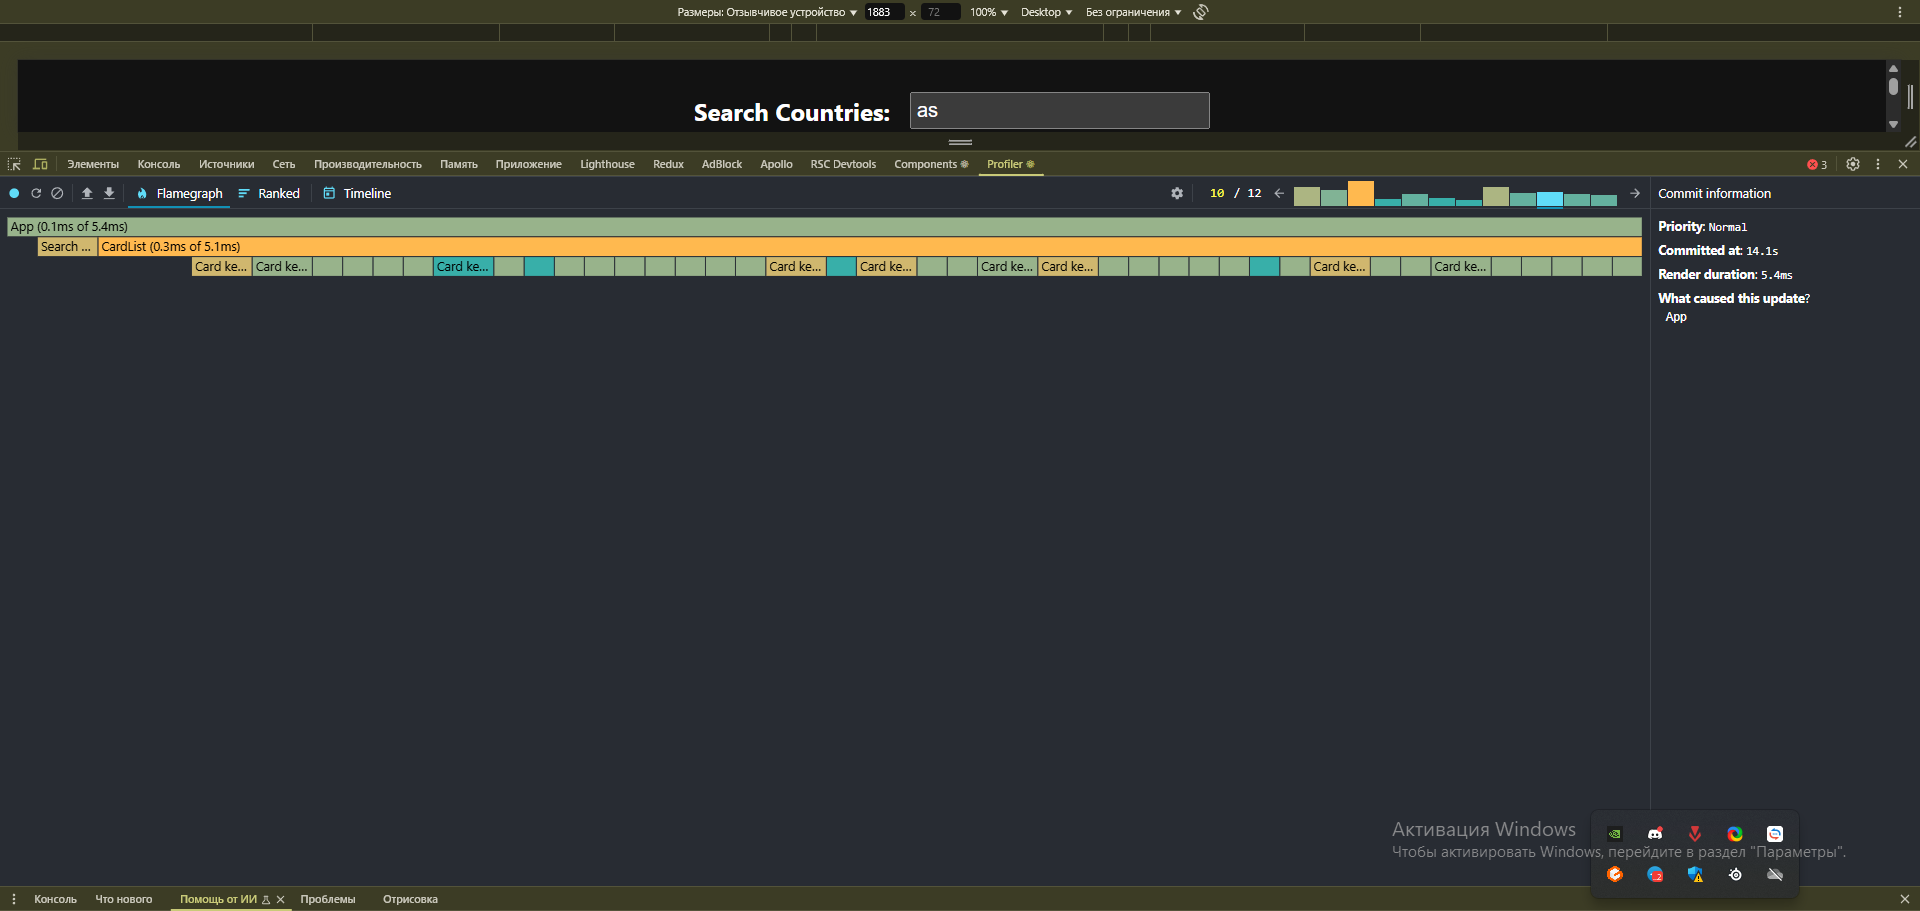 Размеры: Отзывчивое устройство 1883 × 72 100% Desktop Без ограничения
Search Countries: as
Элементы Консоль Источники Сеть Производительность Память Приложение Lighthouse Redux AdBlock Apollo RSC Devtools Components Profiler 3
Flamegraph Ranked Timeline 10 / 12 Commit information
App (0.1ms of 5.4ms)
Search ... CardList (0.3ms of 5.1ms)
Card ke... Card ke... Card ke... Card ke... Card ke... Card ke... Card ke... Card ke... Card ke...
Priority: Normal
Committed at: 14.1s
Render duration: 5.4ms
What caused this update?
App
Активация Windows
Чтобы активировать Windows, перейдите в раздел "Параметры".
Консоль Что нового Помощь от ИИ Проблемы Отрисовка